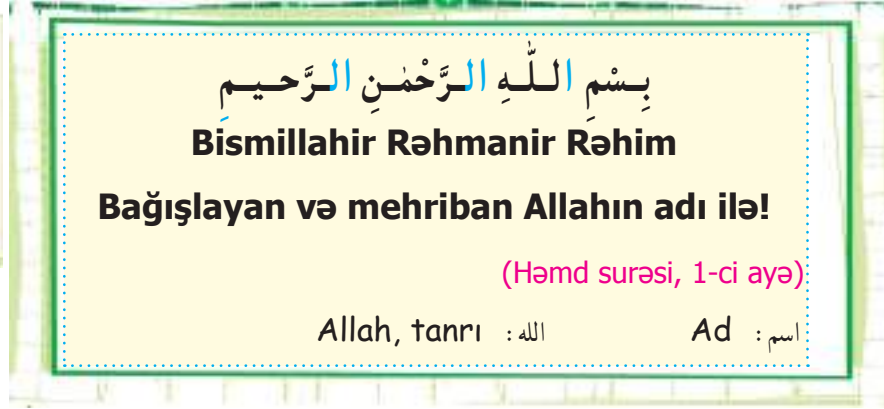 بِسْمِ اللّٰهِ الرَّحْمٰنِ الرَّحيمِ
Bismillahir Rəhmanir Rəhim
Bağışlayan və mehriban Allahın adı ilə!
(Həmd surəsi, 1-ci ayə)
اسم : Ad الله : Allah, tanrı